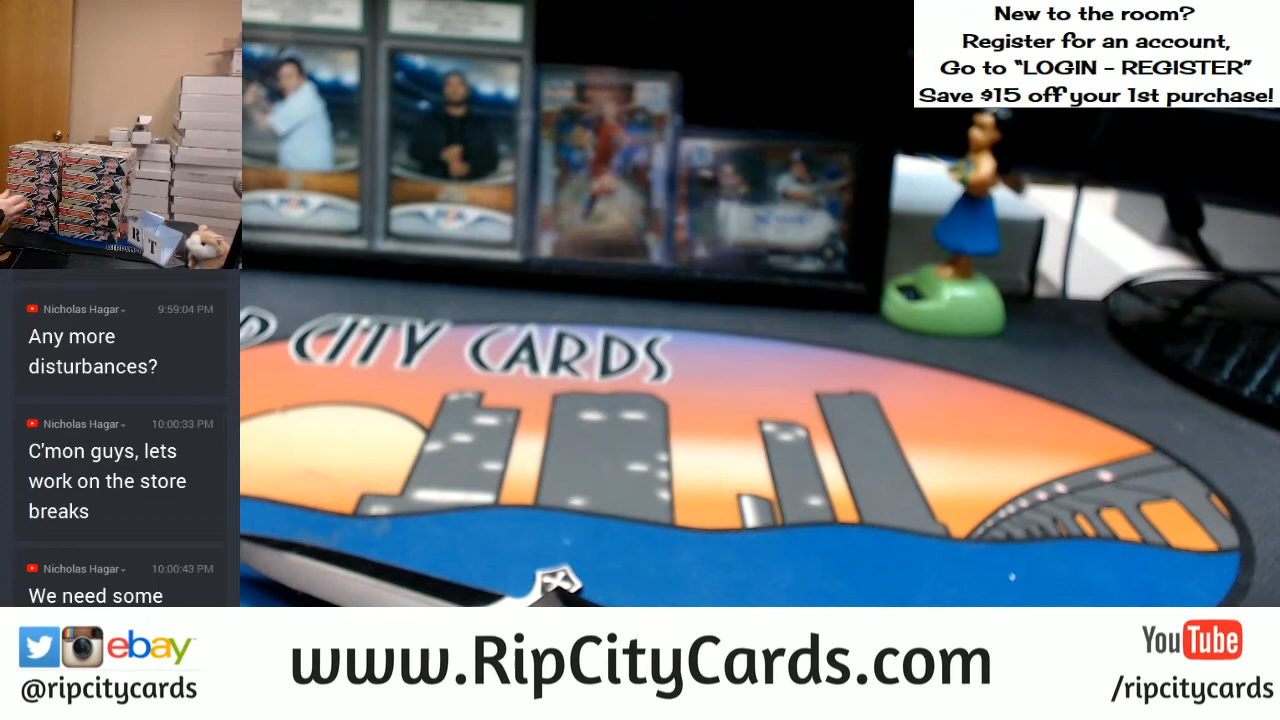 New to the room?
Register for an account,
Go to “LOGIN - REGISTER”
Save $15 off your 1st purchase!
R T
Nicholas Hagar 9:59:04 PM
Any more
disturbances?
Nicholas Hagar 10:00:33 PM
C'mon guys, lets
work on the store
breaks
Nicholas Hagar 10:00:43 PM
We need some
CITY CARDS
ebay
@ripcitycards
www.RipCityCards.com
YouTube
/ripcitycards